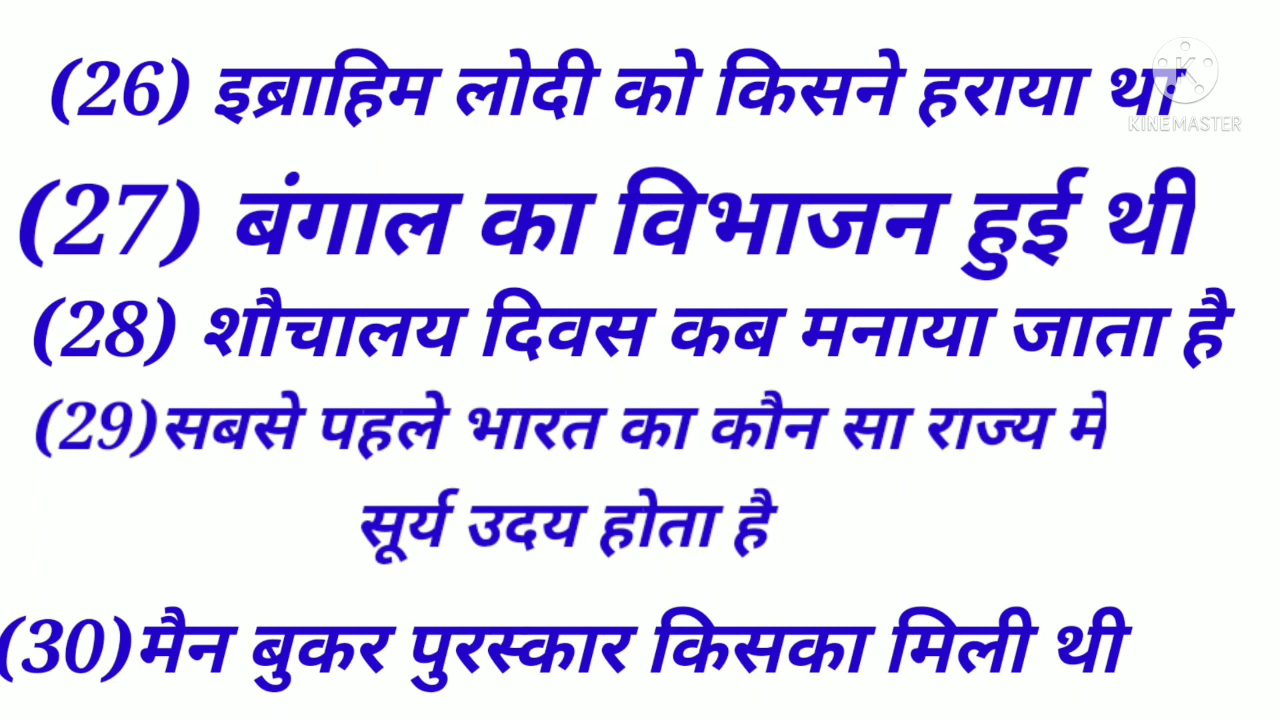 (26) इब्राहिम लोदी को किसने हराया था
KINEMASTER
(27) बंगाल का विभाजन हुई थी
(28) शौचालय दिवस कब मनाया जाता है
(29)सबसे पहले भारत का कौन सा राज्य मे
सूर्य उदय होता है
(30)मैन बुकर पुरस्कार किसका मिली थी